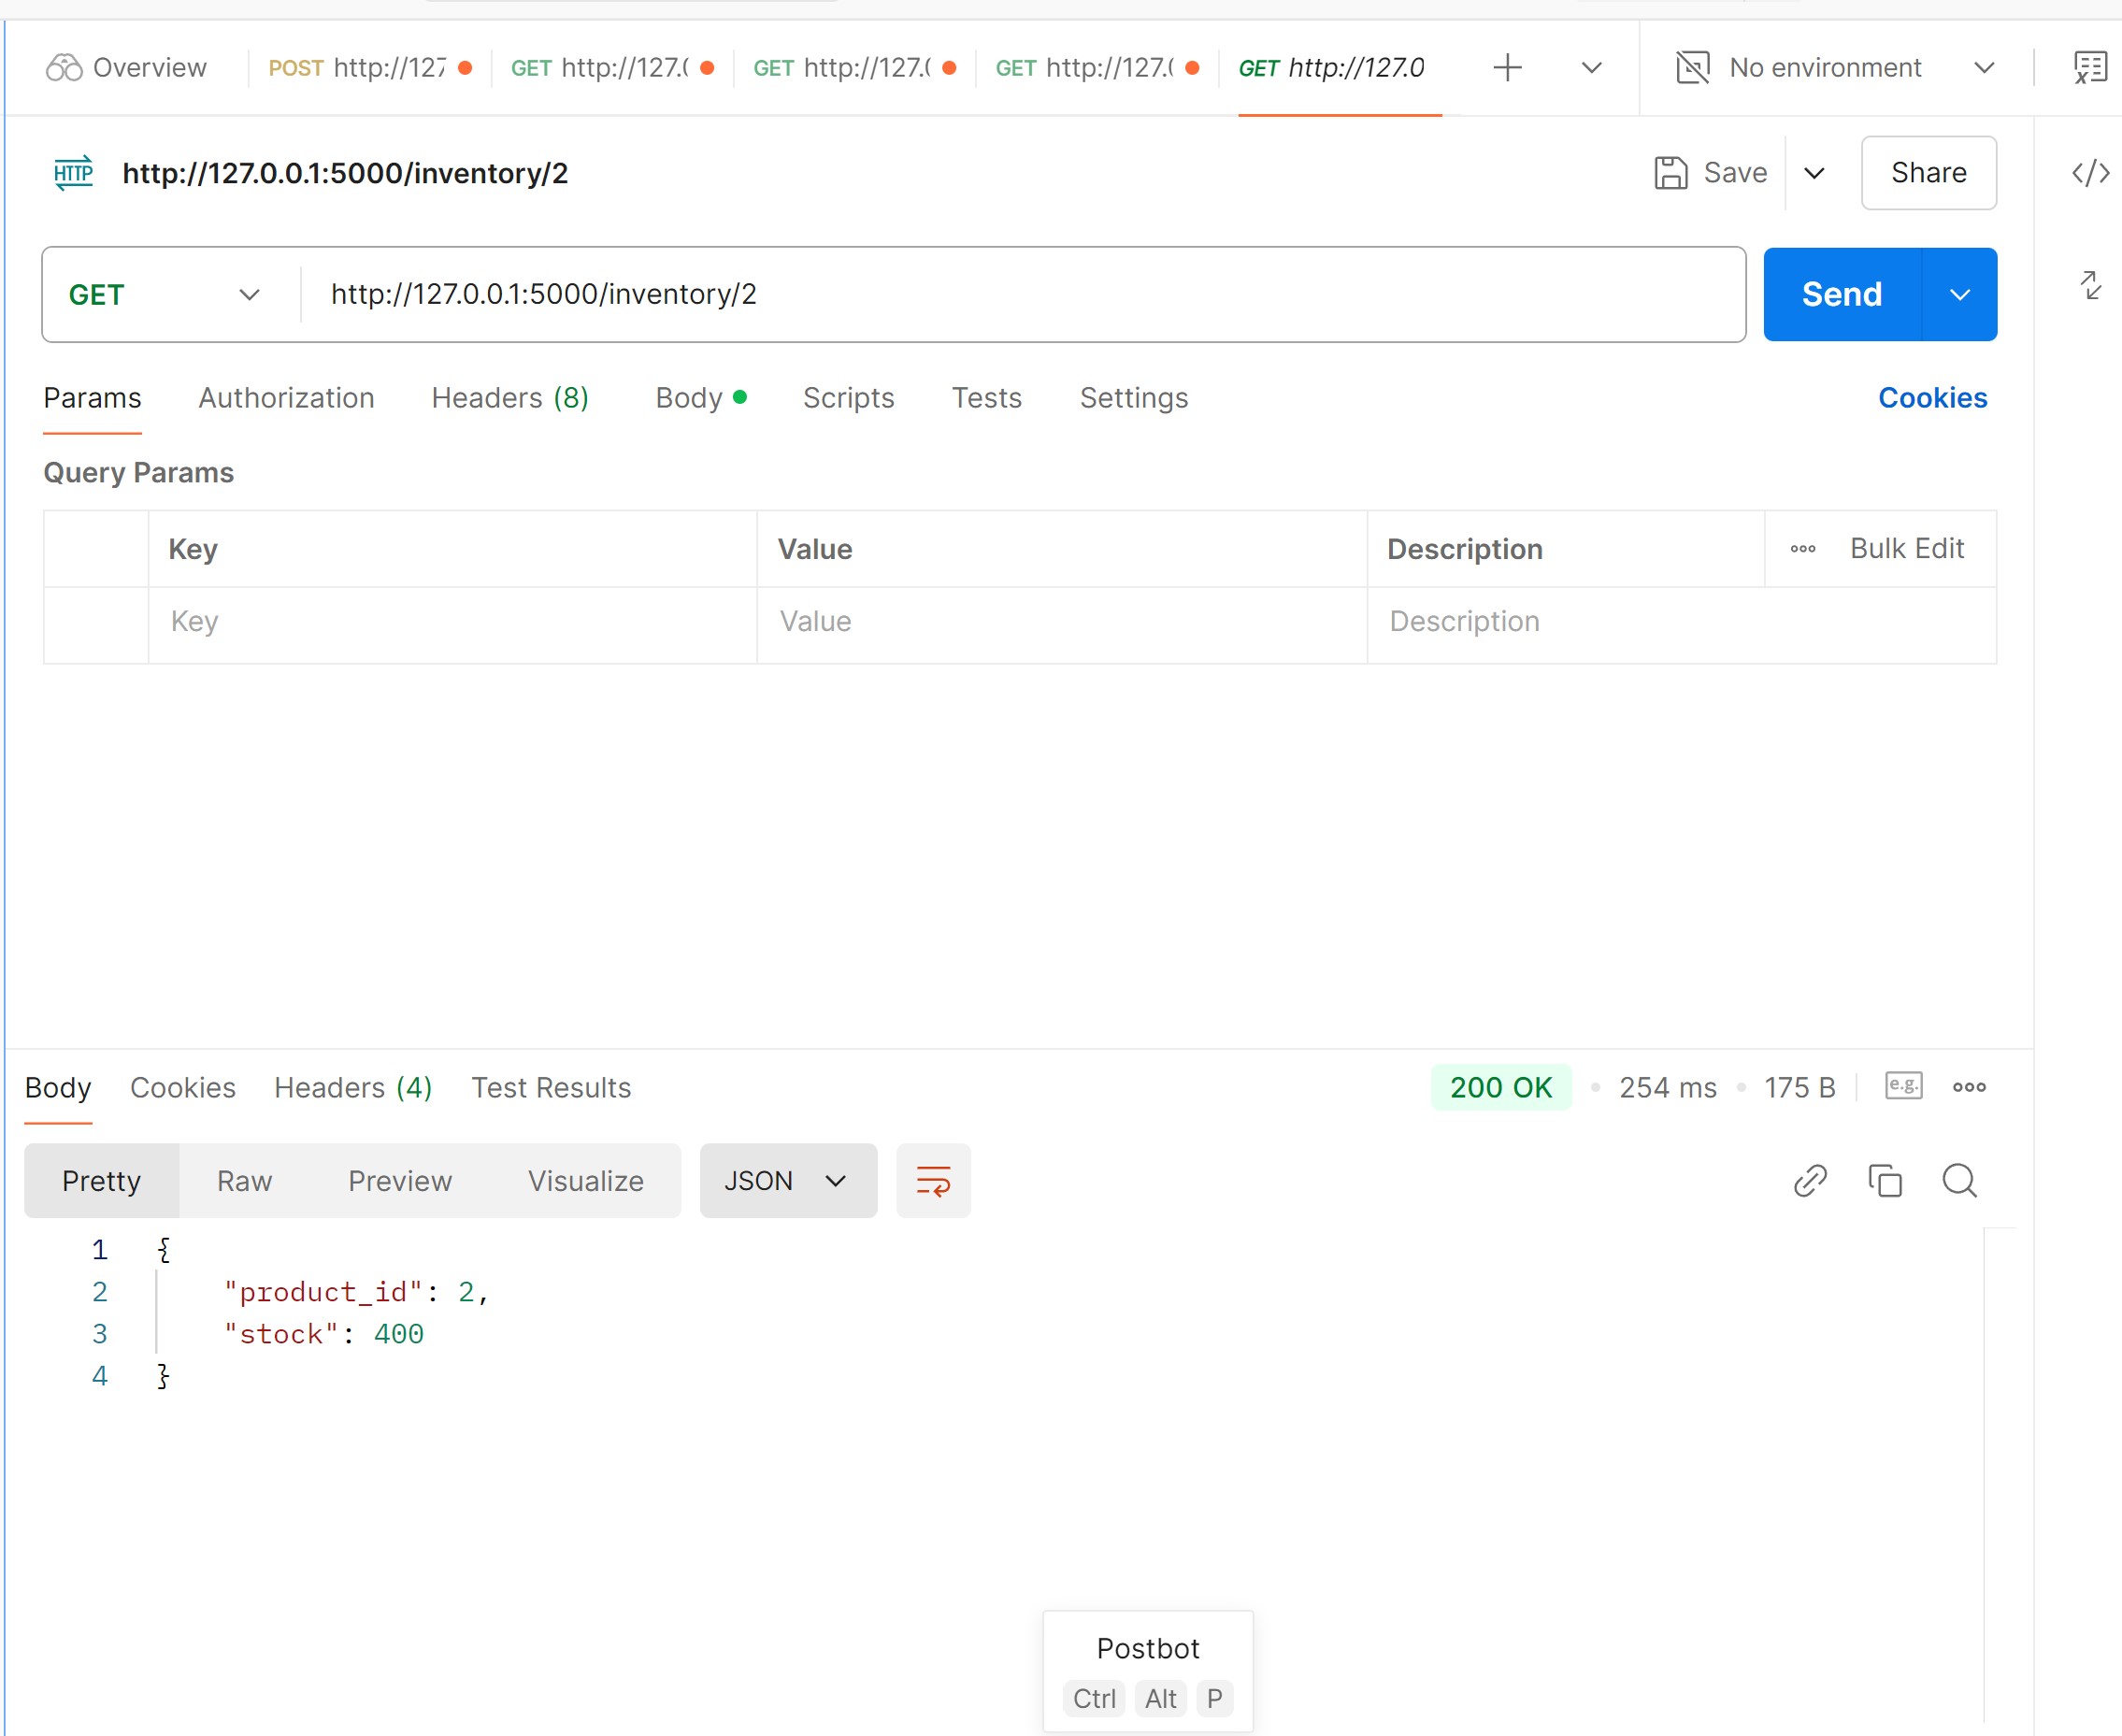 Overview POST http://127 GET http://127.0 GET http://127.0 GET http://127.0 GET http://127.0 No environment
HTTP http://127.0.0.1:5000/inventory/2 Save Share
GET http://127.0.0.1:5000/inventory/2 Send
Params Authorization Headers (8) Body Scripts Tests Settings Cookies
Query Params
Key Value Description Bulk Edit
Key Value Description
Body Cookies Headers (4) Test Results 200 OK 254 ms 175 B e.g.
Pretty Raw Preview Visualize JSON
1 {
2 "product_id": 2,
3 "stock": 400
4 }
Postbot
Ctrl Alt P